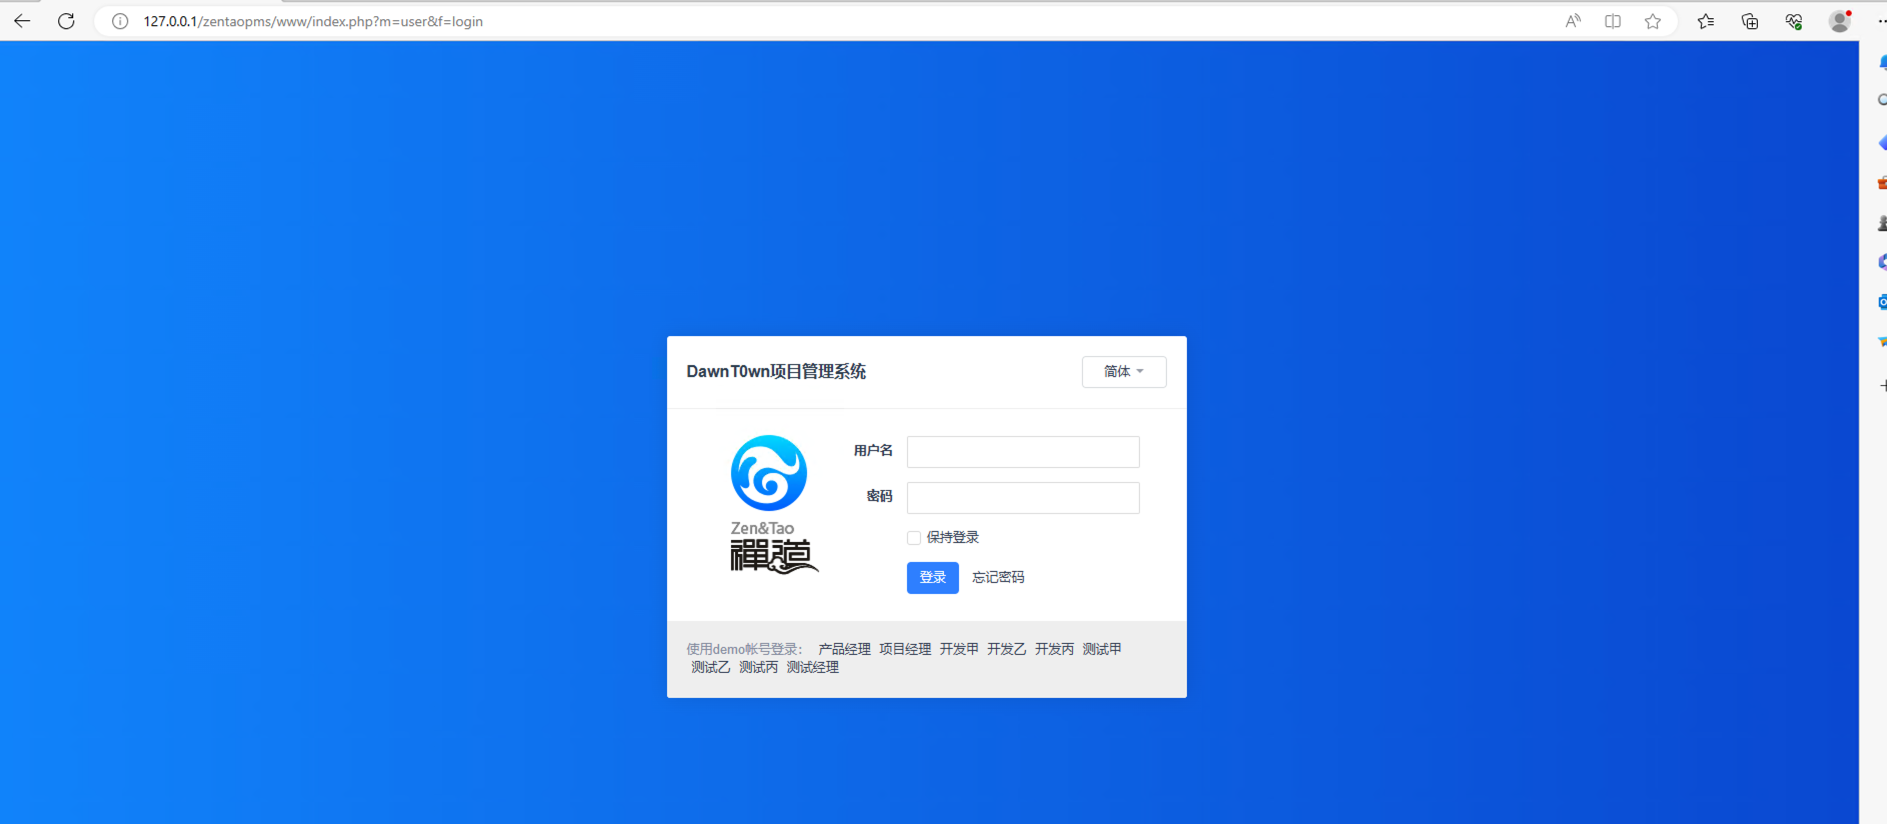 127.0.0.1/zentaopms/www/index.php?m=user&f=login
DawnT0wn项目管理系统
简体
用户名
密码
Zen&Tao
禪道
保持登录
登录 忘记密码
使用demo帐号登录： 产品经理 项目经理 开发甲 开发乙 开发丙 测试甲
测试乙 测试丙 测试经理